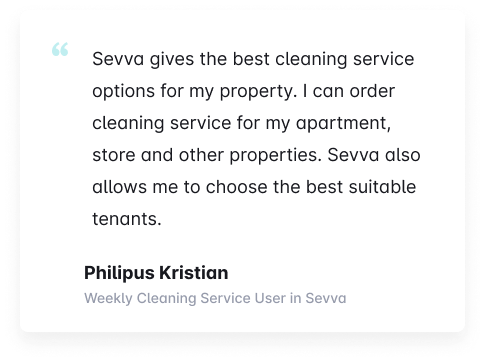 “
Sevva gives the best cleaning service
options for my property. I can order
cleaning service for my apartment,
store and other properties. Sevva also
allows me to choose the best suitable
tenants.
Philipus Kristian
Weekly Cleaning Service User in Sevva